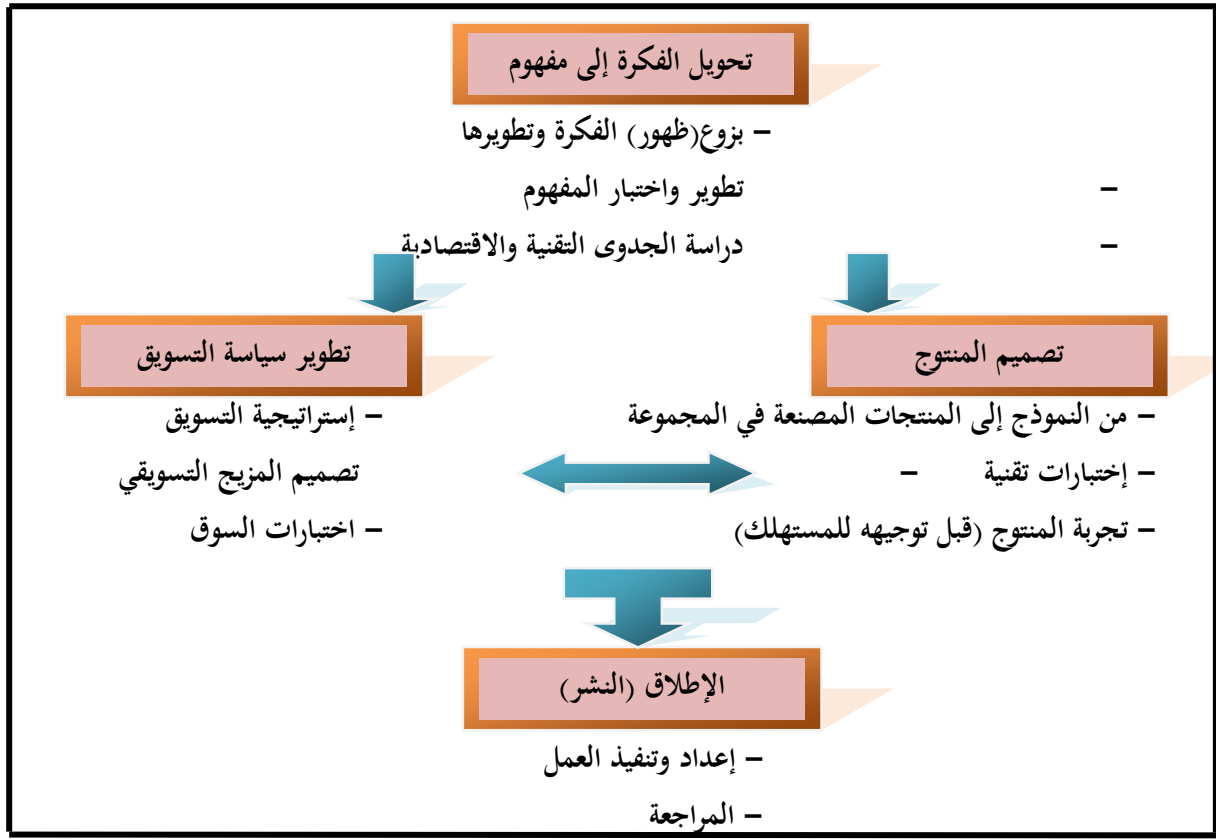 تحويل الفكرة إلى مفهوم
– بزوع(ظهور) الفكرة وتطويرها
– تطوير واختبار المفهوم
– دراسة الجدوى التقنية والاقتصادية
تصميم المنتوج
– من النموذج إلى المنتجات المصنعة في المجموعة
– إختبارات تقنية –
– تجربة المنتوج (قبل توجيهه للمستهلك)
تطوير سياسة التسويق
– إستراتيجية التسويق
تصميم المزيج التسويقي
– اختبارات السوق
الإطلاق (النشر)
– إعداد وتنفيذ العمل
– المراجعة